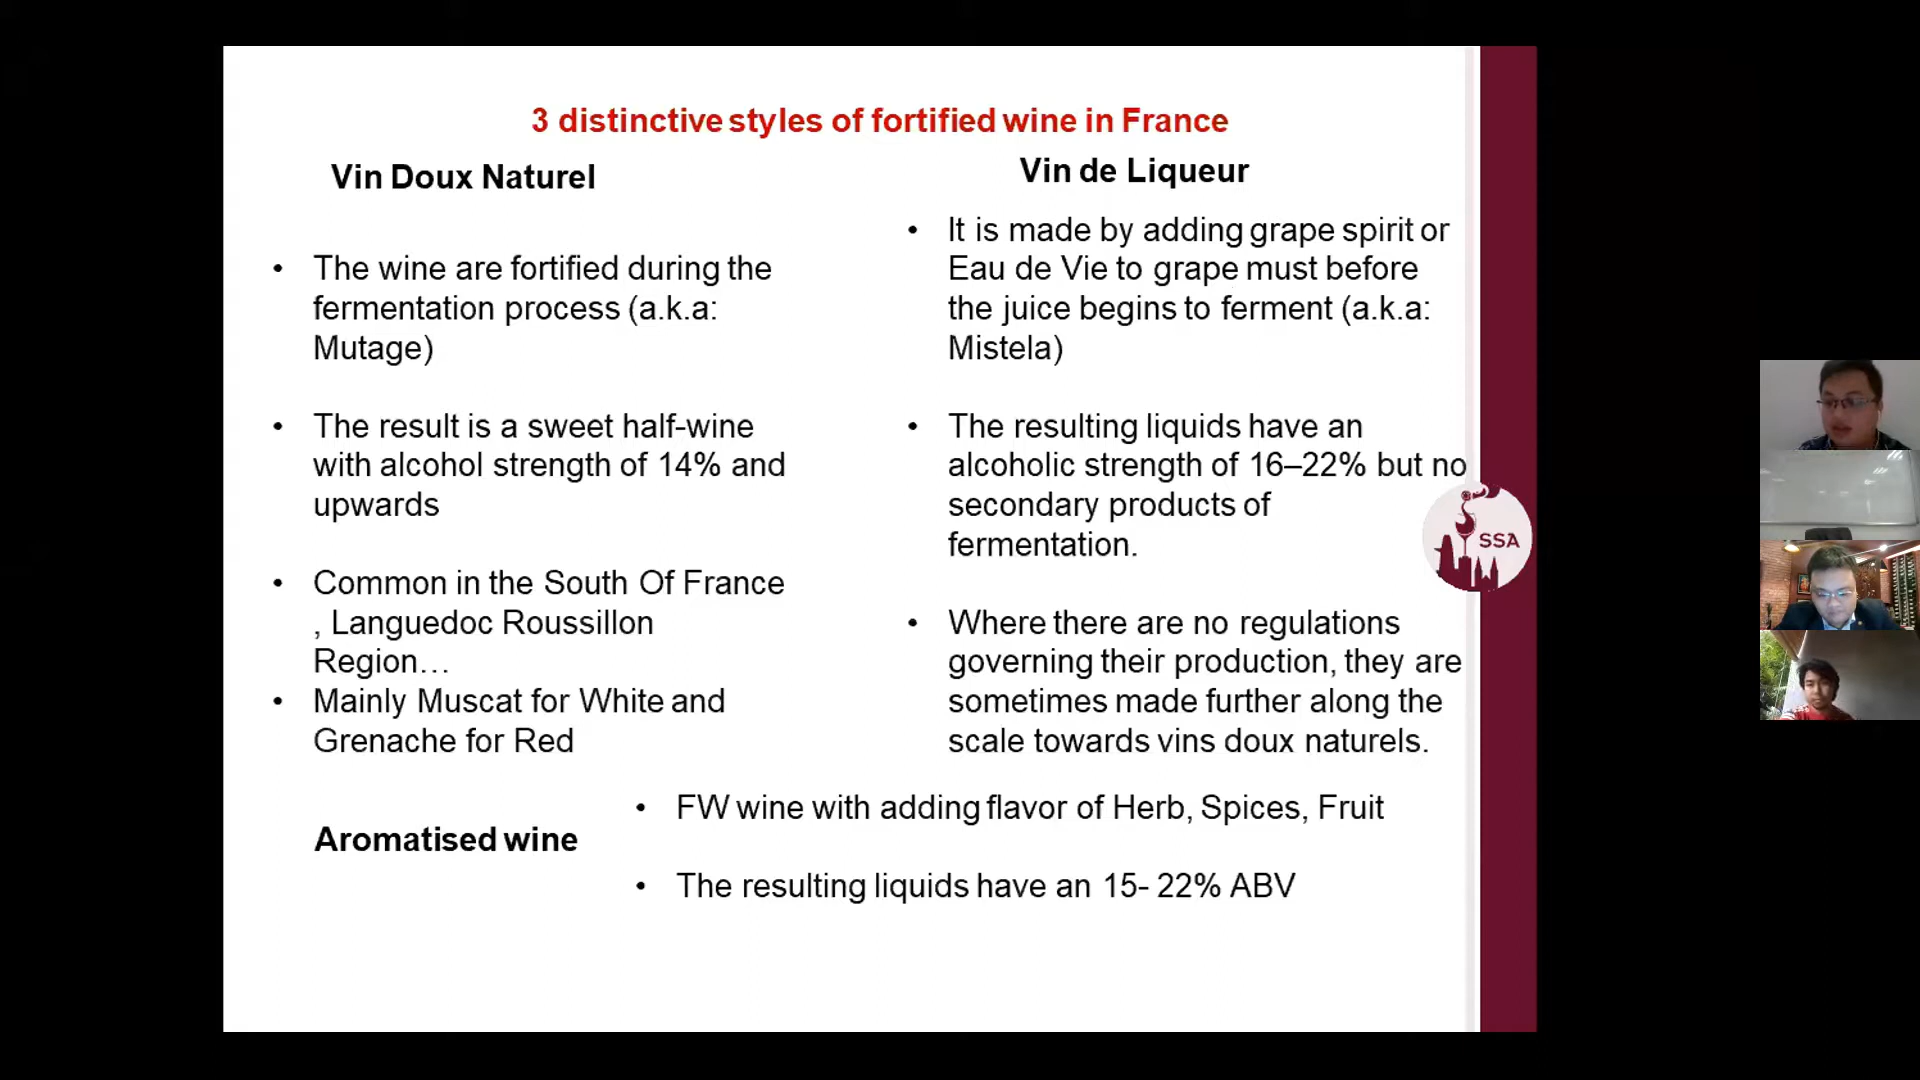 3 distinctive styles of fortified wine in France
Vin Doux Naturel
• The wine are fortified during the
fermentation process (a.k.a:
Mutage)
• The result is a sweet half-wine
with alcohol strength of 14% and
upwards
• Common in the South Of France
, Languedoc Roussillon
Region…
• Mainly Muscat for White and
Grenache for Red
Vin de Liqueur
• It is made by adding grape spirit or
Eau de Vie to grape must before
the juice begins to ferment (a.k.a:
Mistela)
• The resulting liquids have an
alcoholic strength of 16–22% but no
secondary products of
fermentation.
• Where there are no regulations
governing their production, they are
sometimes made further along the
scale towards vins doux naturels.
SSA
Aromatised wine
• FW wine with adding flavor of Herb, Spices, Fruit
• The resulting liquids have an 15- 22% ABV